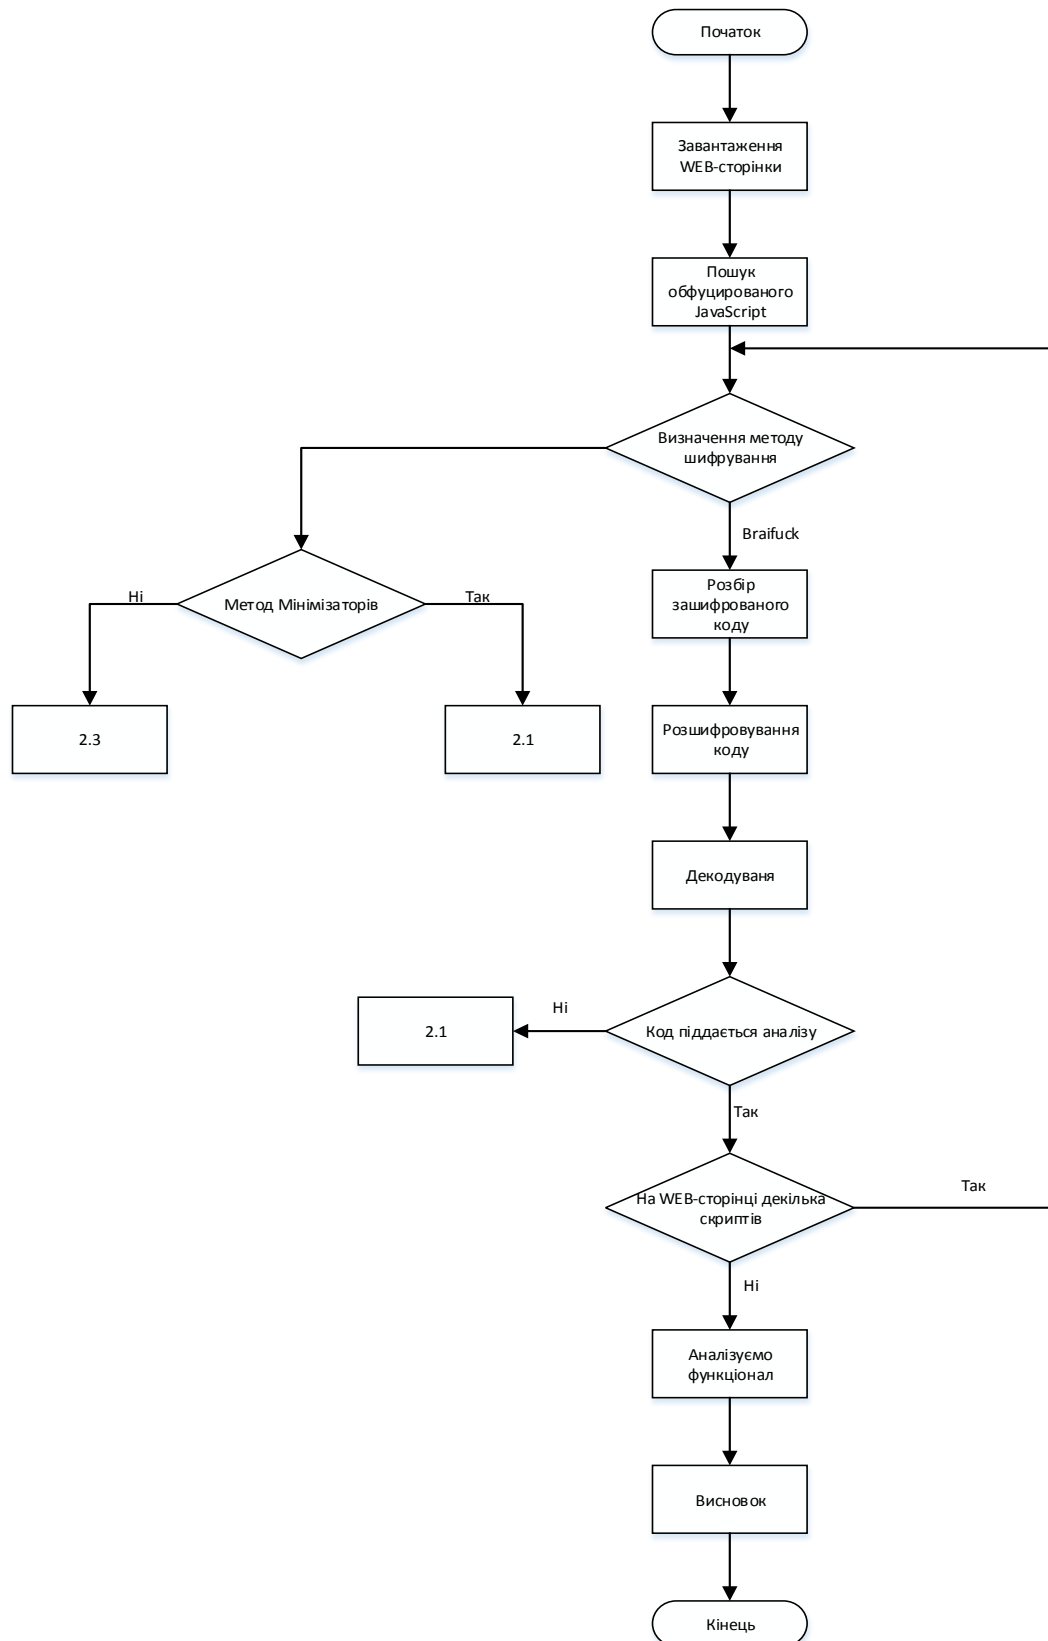 Початок
Завантаження
WEB-сторінки
Пошук
обфуцированого
JavaScript
Визначення методу
шифрування
Braifuck
Метод Мінімізаторів
Ні
Так
Розбір
зашифрованого
коду
2.3
2.1
Розшифровування
коду
Декодуваня
Код піддається аналізу
Ні
2.1
Так
На WEB-сторінці декілька
скриптів
Так
Ні
Аналізуємо
функціонал
Висновок
Кінець